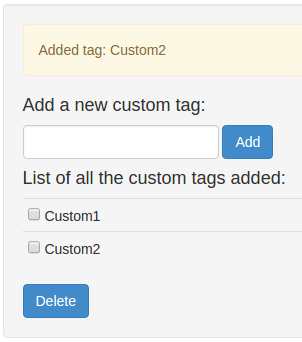 Added tag: Custom2
Add a new custom tag:
Add
List of all the custom tags added:
Custom1
Custom2
Delete